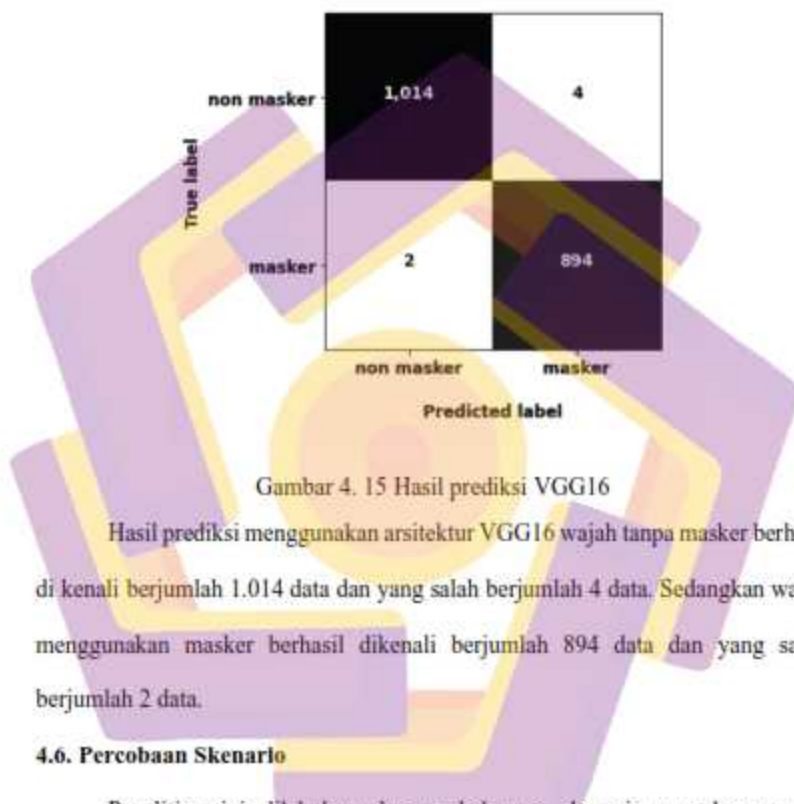 1,014 4
non masker
True label
2 894
masker
non masker masker
Predicted label
Gambar 4. 15 Hasil prediksi VGG16
Hasil prediksi menggunakan arsitektur VGG16 wajah tanpa masker berh
di kenali berjumlah 1.014 data dan yang salah berjumlah 4 data. Sedangkan wa
menggunakan masker berhasil dikenali berjumlah 894 data dan yang sa
berjumlah 2 data.
4.6. Percobaan Skenario